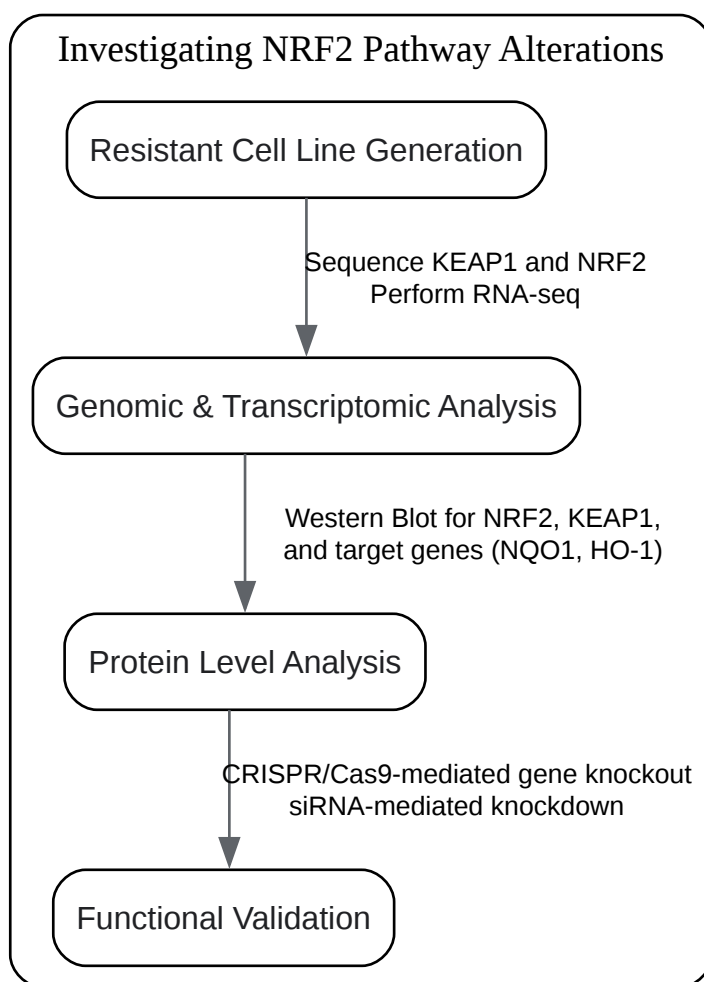 Investigating NRF2 Pathway Alterations
Resistant Cell Line Generation
Sequence KEAP1 and NRF2
Perform RNA-seq
Genomic & Transcriptomic Analysis
Western Blot for NRF2, KEAP1,
and target genes (NQO1, HO-1)
Protein Level Analysis
CRISPR/Cas9-mediated gene knockout
siRNA-mediated knockdown
Functional Validation